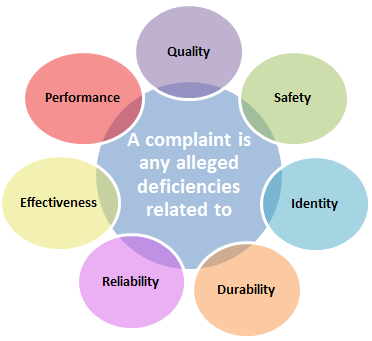 Quality
Performance
Safety
A complaint is
any alleged
deficiencies
related to
Effectiveness
Identity
Reliability
Durability